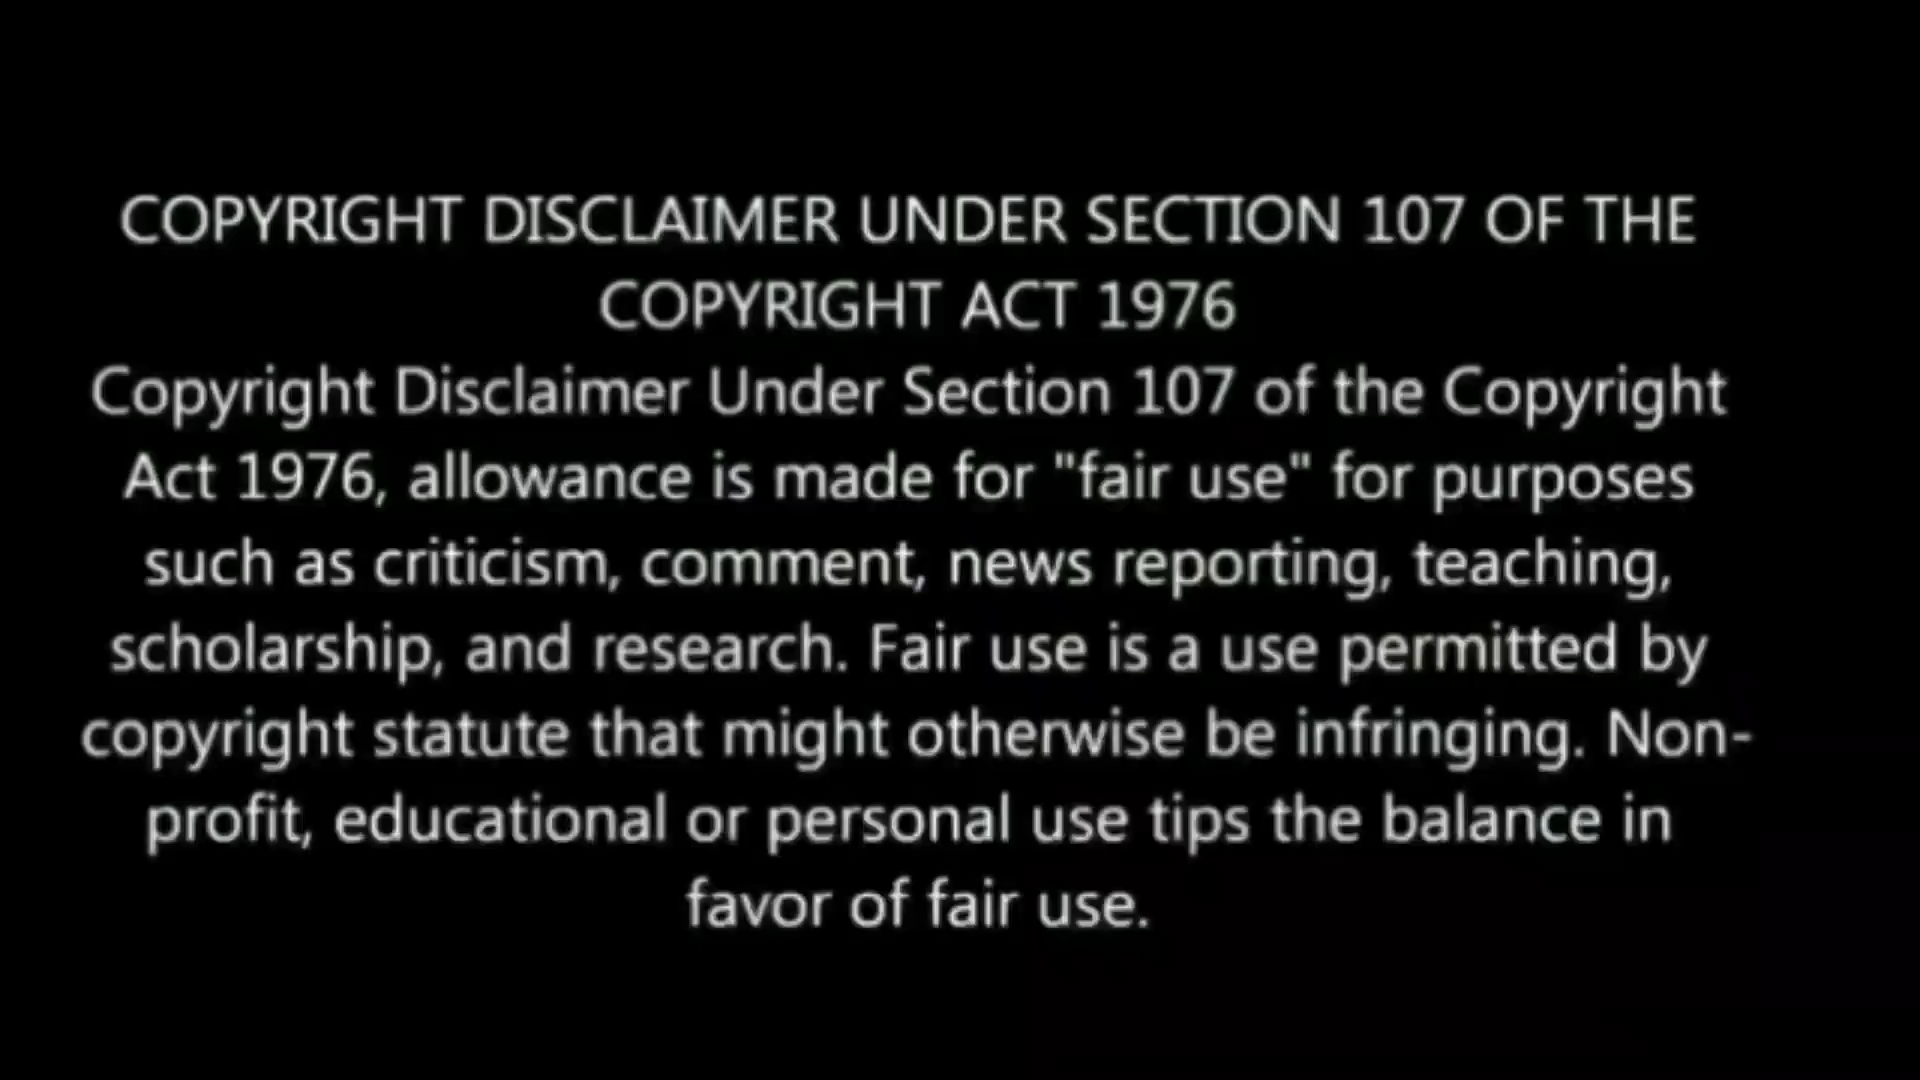 COPYRIGHT DISCLAIMER UNDER SECTION 107 OF THE
COPYRIGHT ACT 1976
Copyright Disclaimer Under Section 107 of the Copyright
Act 1976, allowance is made for "fair use" for purposes
such as criticism, comment, news reporting, teaching,
scholarship, and research. Fair use is a use permitted by
copyright statute that might otherwise be infringing. Non-
profit, educational or personal use tips the balance in
favor of fair use.